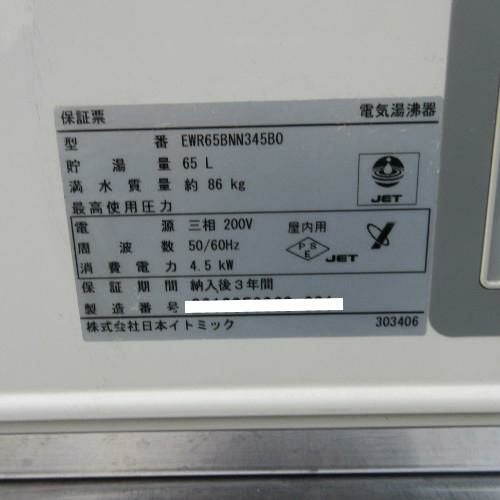 保証票 電気湯沸器
型番 EWR65BNN345B0
貯湯量 65 L
満水質量 約 86 kg
JET
最高使用圧力
電源 三相 200V 屋内用
周波数 50/60Hz PSE JET
消費電力 4.5 kW
保証期間 納入後3年間
製造番号
株式会社日本イトミック 303406